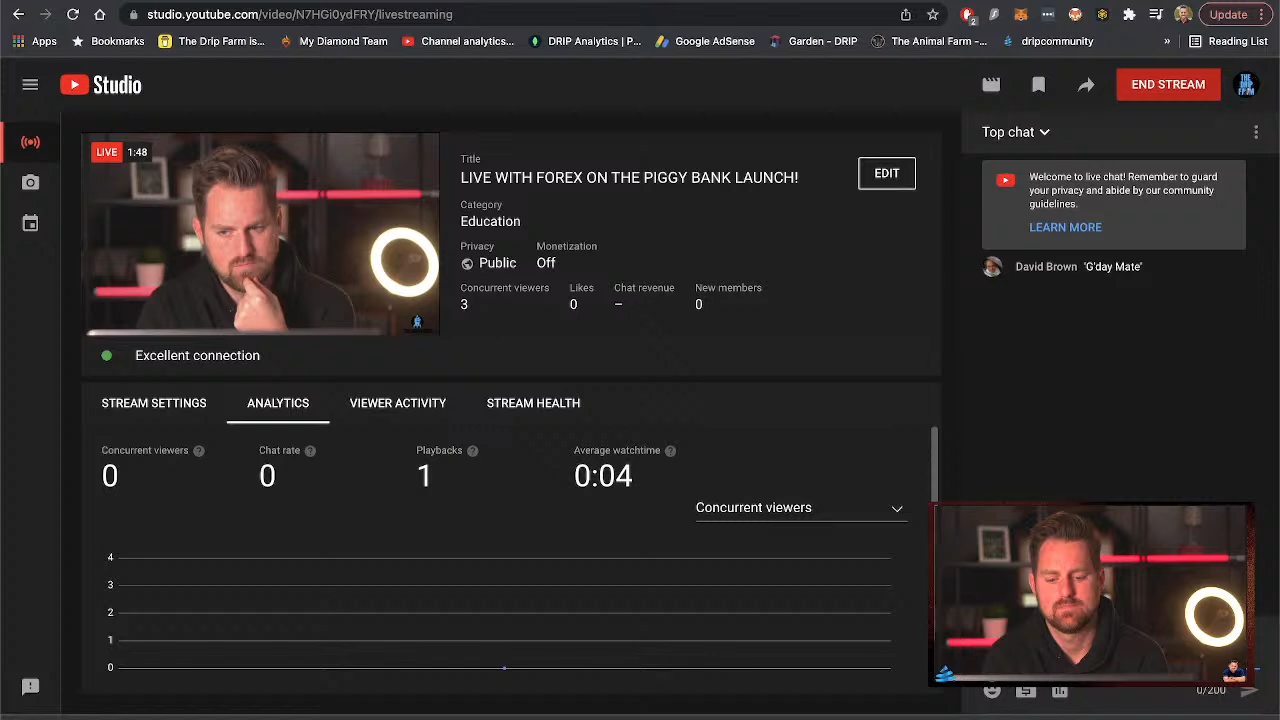 studio.youtube.com/video/N7HGi0ydFRY/livestreaming
2
Update
Apps
Bookmarks
The Drip Farm is...
My Diamond Team
Channel analytics...
DRIP Analytics | P...
Google AdSense
Garden - DRIP
The Animal Farm -...
dripcommunity
»
Reading List
Studio
END STREAM
THE
DRIP
FARM
LIVE
1:48
Title
LIVE WITH FOREX ON THE PIGGY BANK LAUNCH!
EDIT
Category
Education
Privacy
Monetization
Public
Off
Concurrent viewers
Likes
Chat revenue
New members
3
0
–
0
Excellent connection
Top chat
Welcome to live chat! Remember to guard
your privacy and abide by our community
guidelines.
LEARN MORE
David Brown 'G'day Mate'
STREAM SETTINGS
ANALYTICS
VIEWER ACTIVITY
STREAM HEALTH
Concurrent viewers
Chat rate
Playbacks
Average watchtime
0
0
1
0:04
Concurrent viewers
4
3
2
1
0
0/200